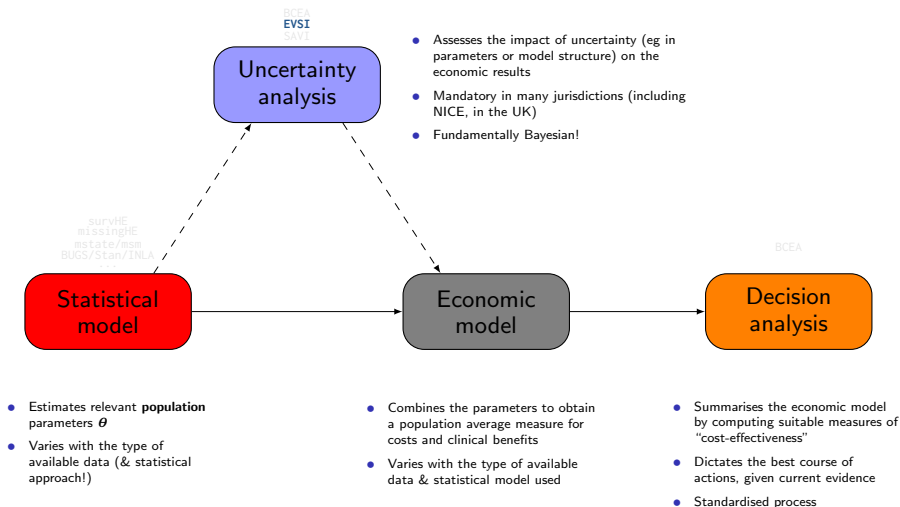 BCEA
EVSI
SAVI
Uncertainty
analysis
• Assesses the impact of uncertainty (eg in
parameters or model structure) on the
economic results
• Mandatory in many jurisdictions (including
NICE, in the UK)
• Fundamentally Bayesian!
survHE
missingHE
mstate/msm
BUGS/Stan/INLA
...
BCEA
Statistical
model
Economic
model
Decision
analysis
• Estimates relevant population
parameters θ
• Varies with the type of
available data (& statistical
approach!)
• Combines the parameters to obtain
a population average measure for
costs and clinical benefits
• Varies with the type of available
data & statistical model used
• Summarises the economic model
by computing suitable measures of
“cost-effectiveness”
• Dictates the best course of
actions, given current evidence
• Standardised process